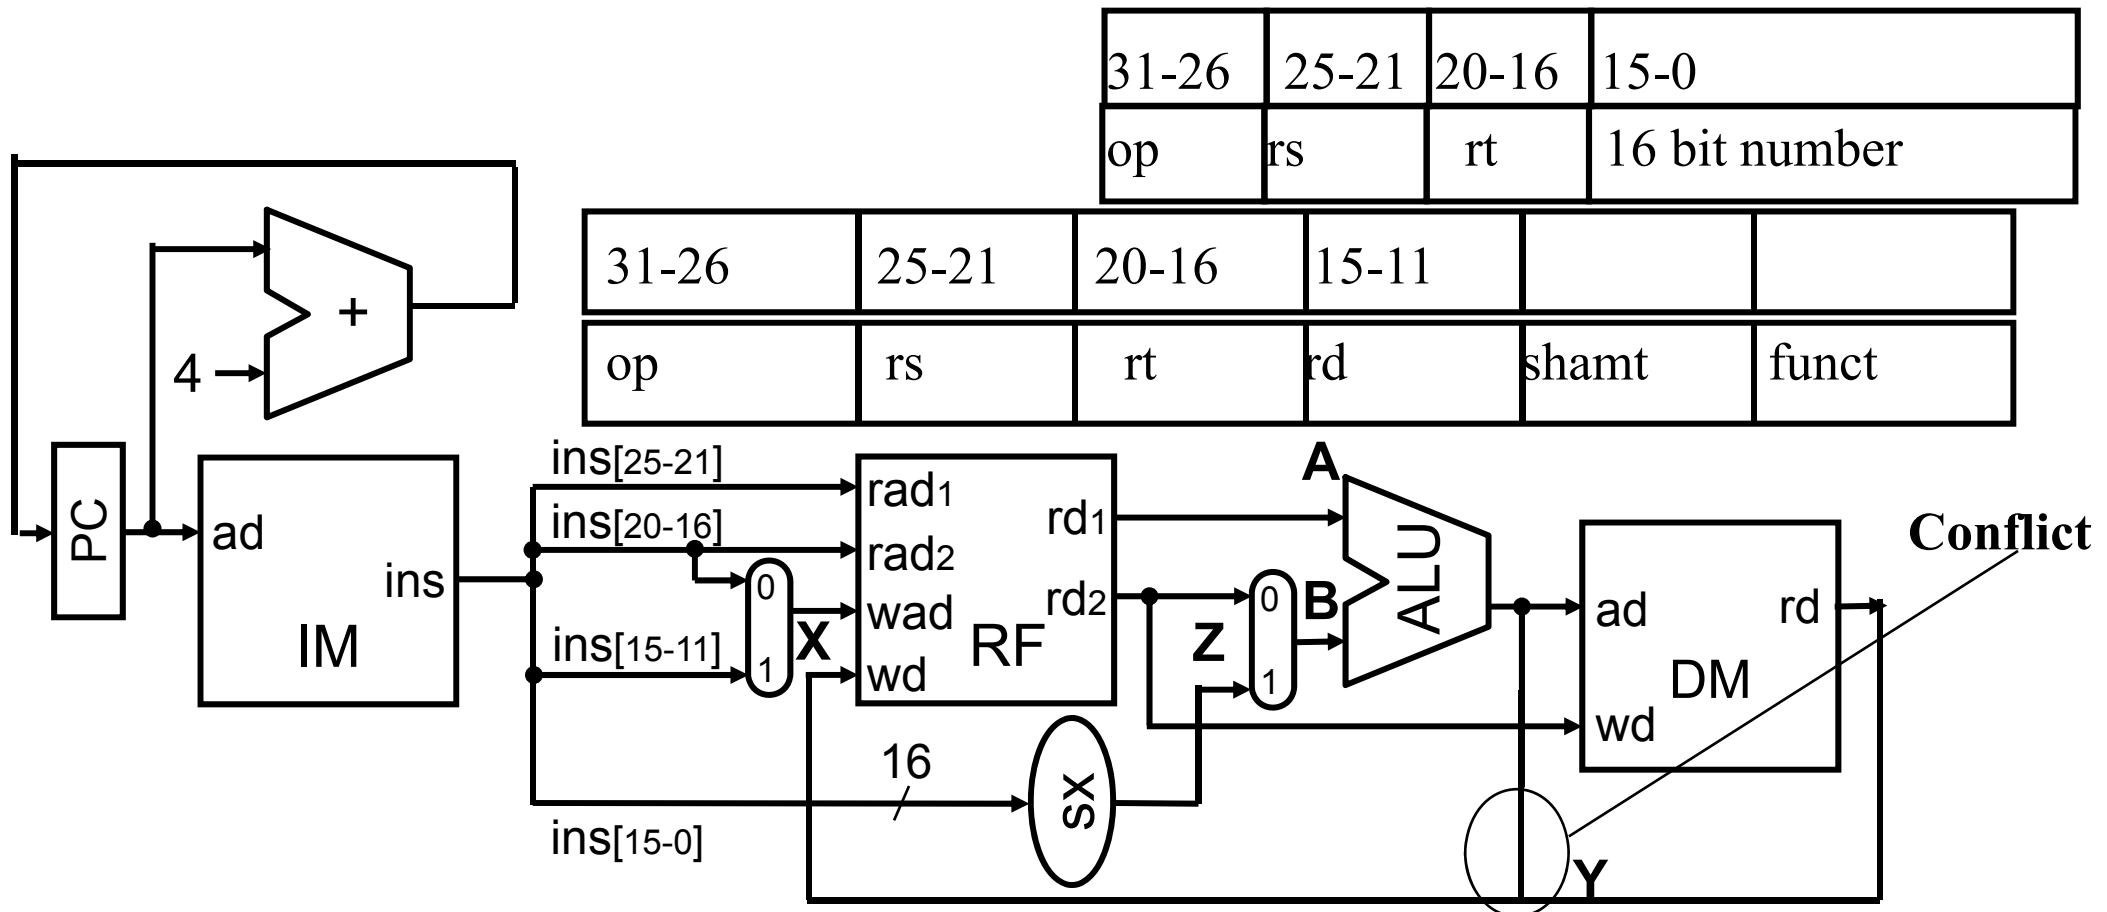 31-26 25-21 20-16 15-0
op rs rt 16 bit number
31-26 25-21 20-16 15-11
op rs rt rd shamt funct
+
4
PC
ad
ins
IM
ins[25-21]
ins[20-16]
ins[15-11]
ins[15-0]
0
1
X
rad1
rad2
wad
wd
rd1
rd2
RF
16
sx
Z
0
1
A
B
ALU
ad
rd
DM
wd
Conflict
Y